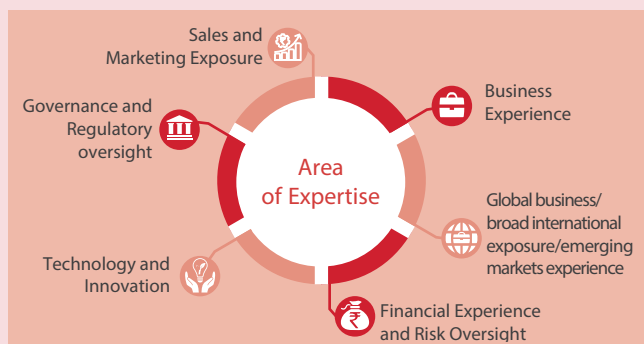 Sales and
Marketing Exposure
Business
Experience
Governance and
Regulatory
oversight
Area
of Expertise
Global business/
broad international
exposure/emerging
markets experience
Technology and
Innovation
Financial Experience
and Risk Oversight